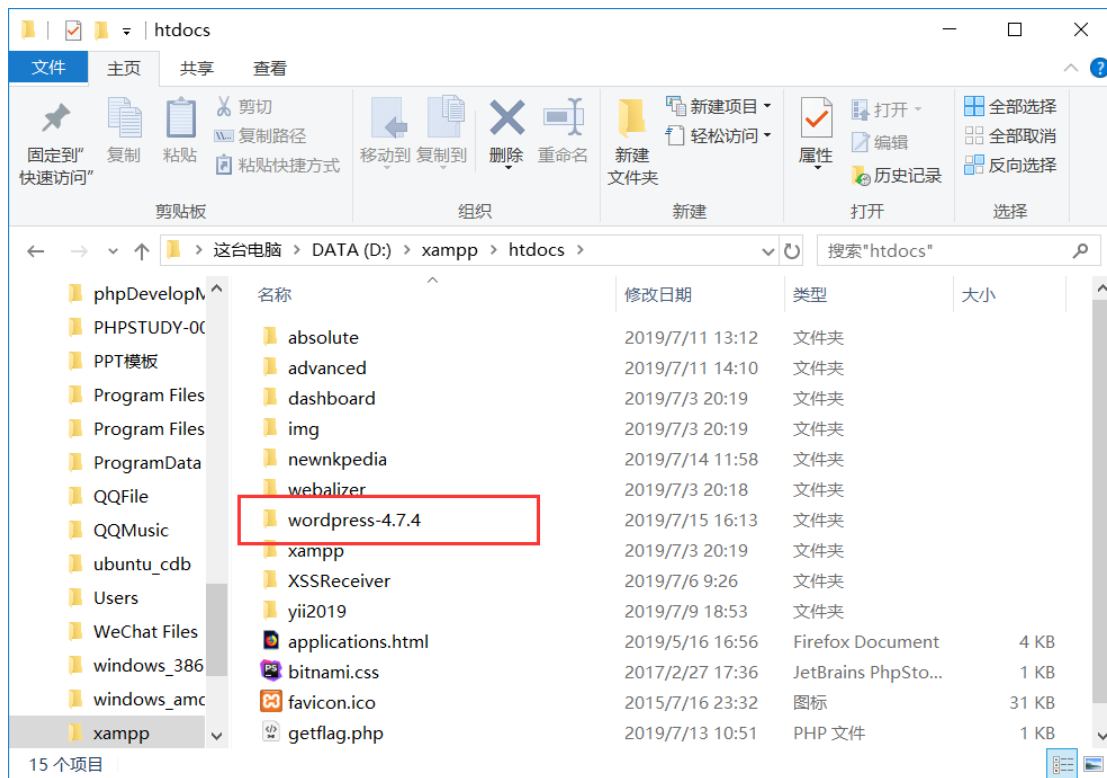 htdocs
文件 主页 共享 查看
固定到"
快速访问"
复制
粘贴
剪切
复制路径
粘贴快捷方式
剪贴板
移动到 复制到 删除 重命名
组织
新建
文件夹
新建项目
轻松访问
新建
属性
打开
编辑
历史记录
打开
全部选择
全部取消
反向选择
选择
这台电脑 > DATA (D:) > xampp > htdocs >
搜索"htdocs"
phpDevelopM
PHPSTUDY-00
PPT模板
Program Files
Program Files
ProgramData
QQFile
QQMusic
ubuntu_cdb
Users
WeChat Files
windows_386
windows_amd
xampp
名称 修改日期 类型 大小
absolute 2019/7/11 13:12 文件夹
advanced 2019/7/11 14:10 文件夹
dashboard 2019/7/3 20:19 文件夹
img 2019/7/3 20:19 文件夹
newnkpedia 2019/7/14 11:58 文件夹
webalizer 2019/7/3 20:18 文件夹
wordpress-4.7.4 2019/7/15 16:13 文件夹
xampp 2019/7/3 20:19 文件夹
XSSReceiver 2019/7/6 9:26 文件夹
yii2019 2019/7/9 18:53 文件夹
applications.html 2019/5/16 16:56 Firefox Document 4 KB
bitnami.css 2017/2/27 17:36 JetBrains PhpSto... 1 KB
favicon.ico 2015/7/16 23:32 图标 31 KB
getflag.php 2019/7/13 10:51 PHP 文件 1 KB
15 个项目